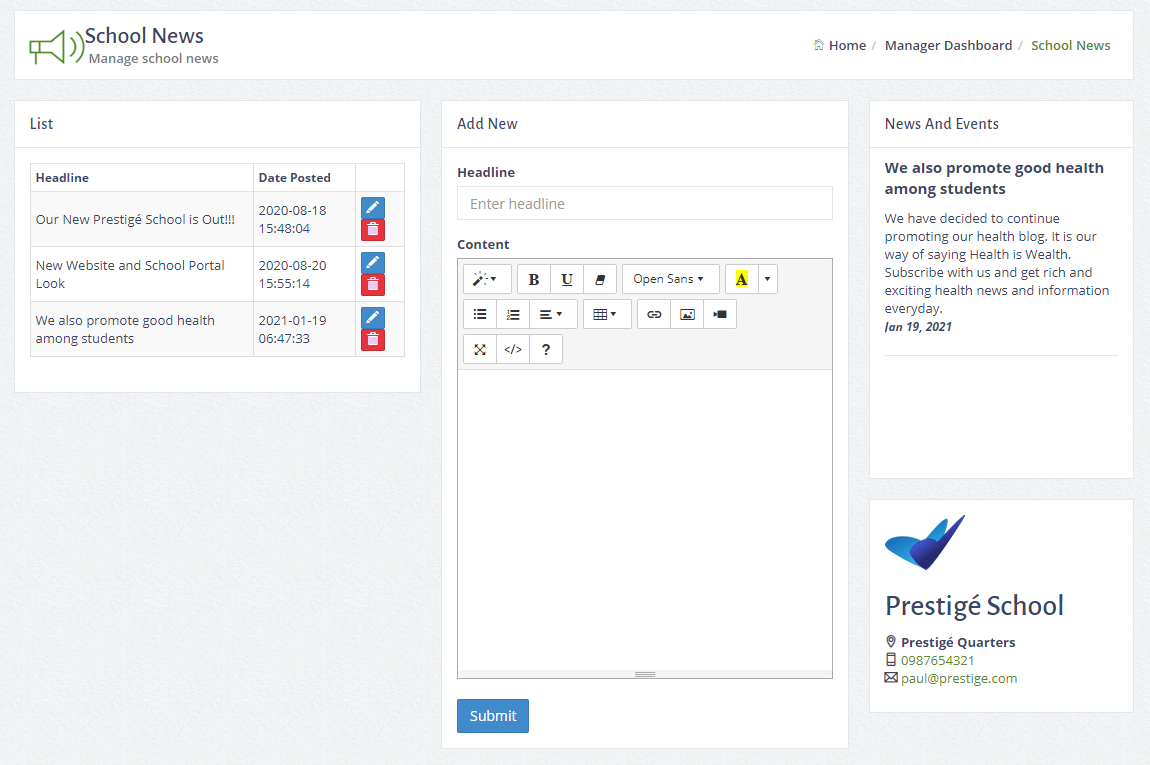 School News
Manage school news
Home / Manager Dashboard / School News
List
Headline
Date Posted
Our New Prestigé School is Out!!!
2020-08-18
15:48:04
New Website and School Portal
Look
2020-08-20
15:55:14
We also promote good health
among students
2021-01-19
06:47:33
Add New
Headline
Enter headline
Content
B U Open Sans A
</> ?
Submit
News And Events
We also promote good health
among students
We have decided to continue
promoting our health blog. It is our
way of saying Health is Wealth.
Subscribe with us and get rich and
exciting health news and information
everyday.
Jan 19, 2021
Prestigé School
Prestigé Quarters
0987654321
paul@prestige.com